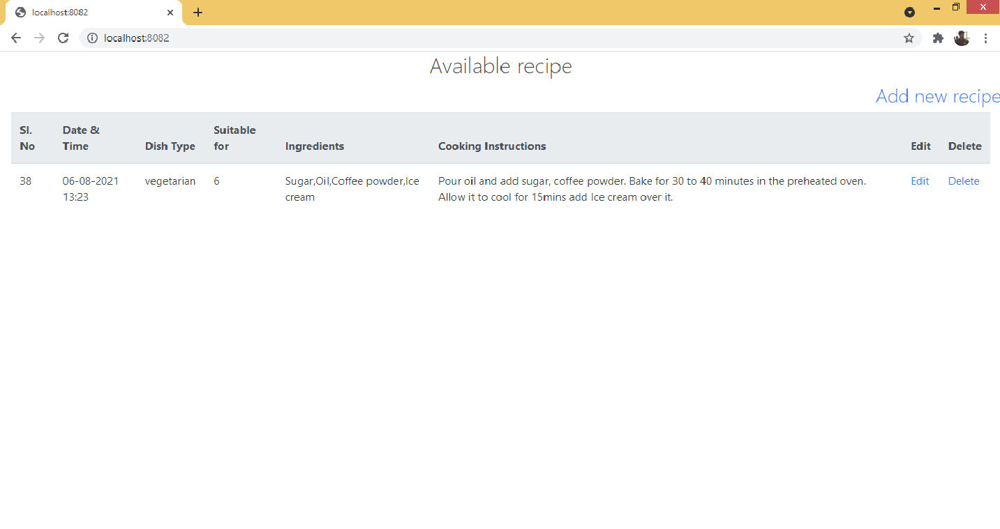 localhost:8082
localhost:8082
Available recipe
Add new recipe
Sl. No Date & Time Dish Type Suitable for Ingredients Cooking Instructions Edit Delete
38 06-08-2021 13:23 vegetarian 6 Sugar,Oil,Coffee powder,Ice cream Pour oil and add sugar, coffee powder. Bake for 30 to 40 minutes in the preheated oven. Allow it to cool for 15mins add Ice cream over it. Edit Delete